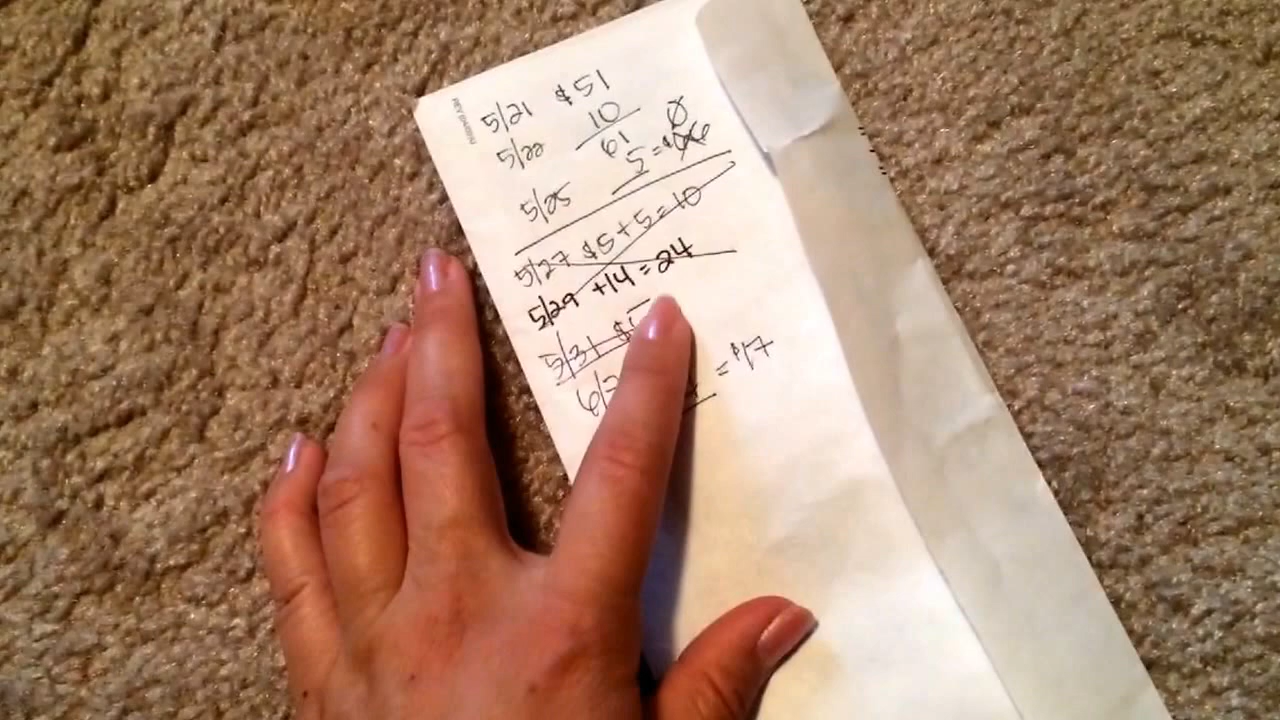 5/21 $51
5/22 10
61
5/25 5 = $ 0
5/27 $5 + 5 = 10
5/29 +14 = 24
5/31 $
6/2 = $17